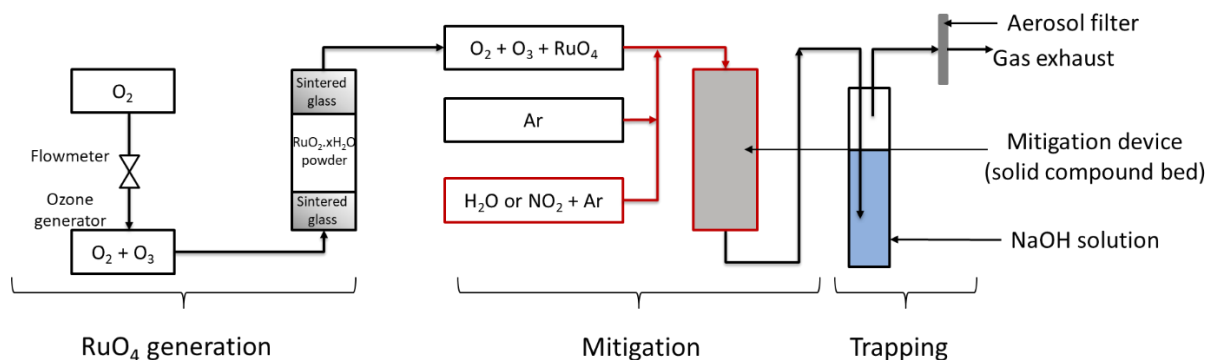 O₂
Flowmeter
Ozone
generator
O₂ + O₃
Sintered
glass
RuO₂.xH₂O
powder
Sintered
glass
O₂ + O₃ + RuO₄
Ar
H₂O or NO₂ + Ar
Aerosol filter
Gas exhaust
Mitigation device
(solid compound bed)
NaOH solution
RuO₄ generation
Mitigation
Trapping